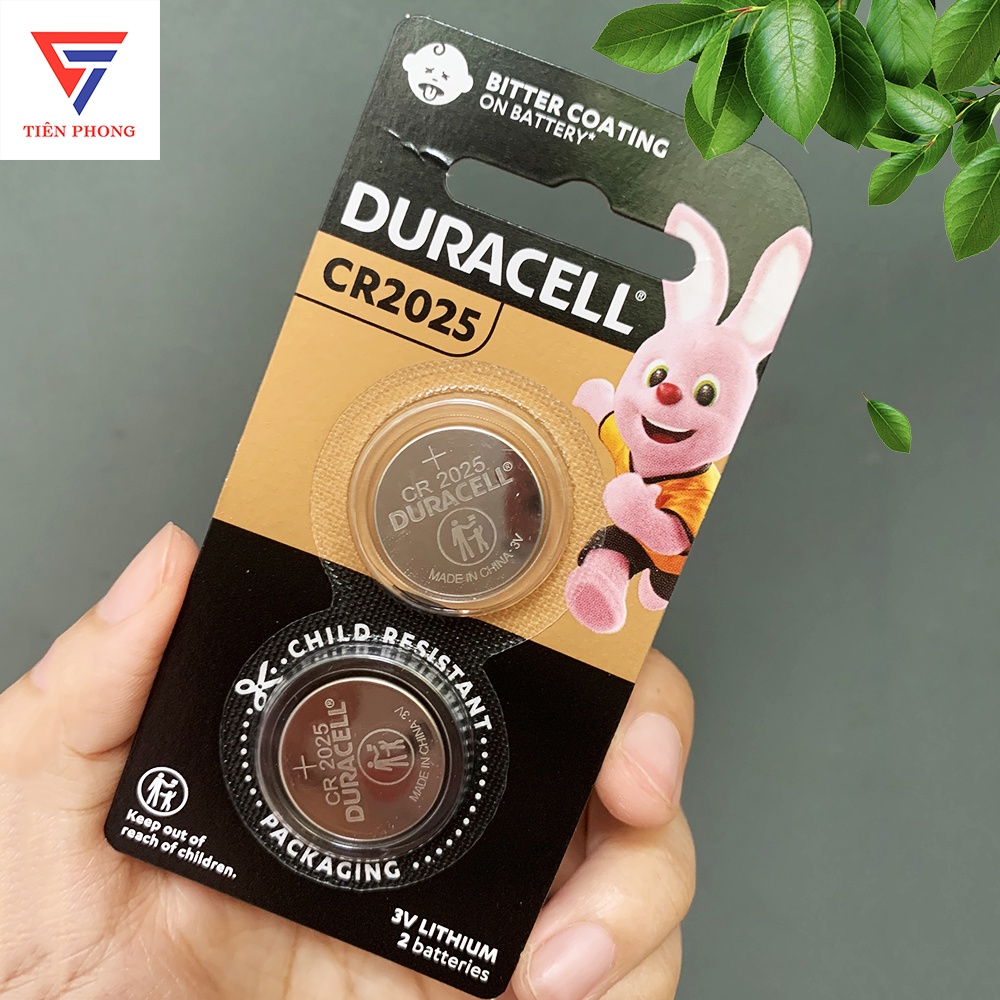 TIÊN PHONG
BITTER COATING
ON BATTERY*
DURACELL®
CR2025
+
CR 2025
DURACELL®
MADE IN CHINA · 3V
CHILD RESISTANT
+
CR 2025
DURACELL®
MADE IN CHINA · 3V
PACKAGING
Keep out of
reach of children.
3V LITHIUM
2 batteries